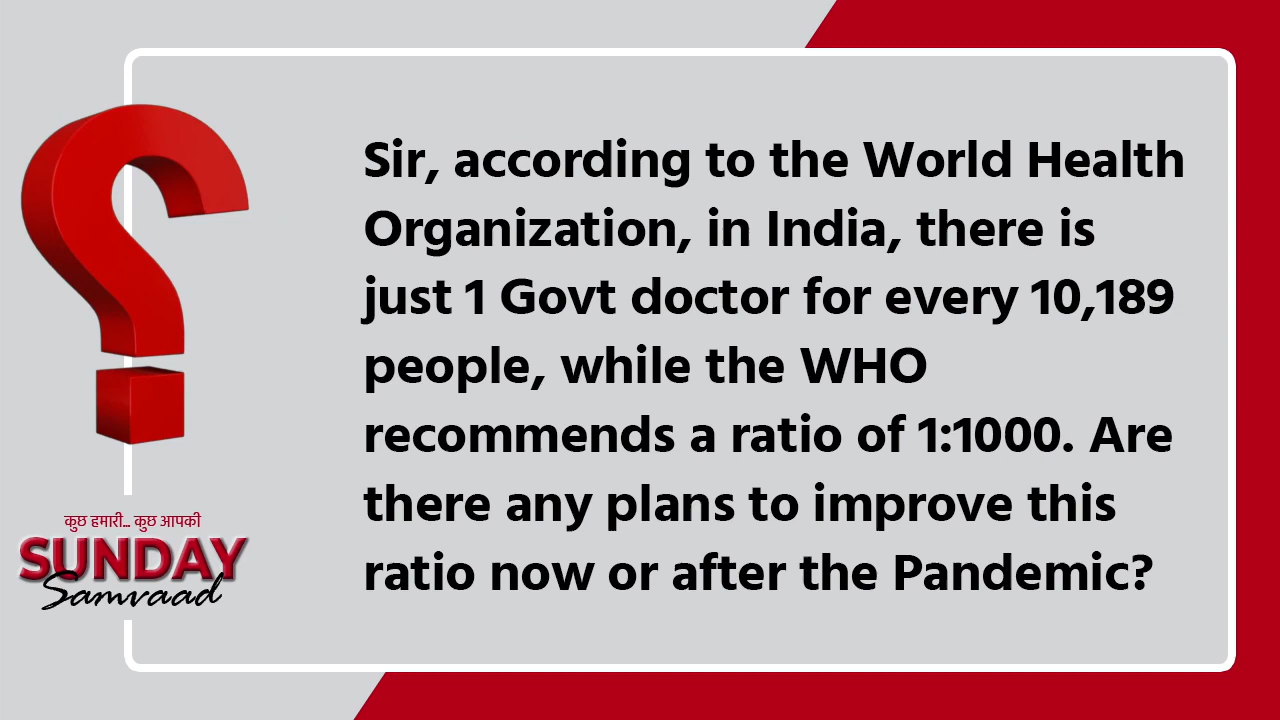 Sir, according to the World Health
Organization, in India, there is
just 1 Govt doctor for every 10,189
people, while the WHO
recommends a ratio of 1:1000. Are
there any plans to improve this
ratio now or after the Pandemic?
कुछ हमारी... कुछ आपकी
SUNDAY
Samvaad